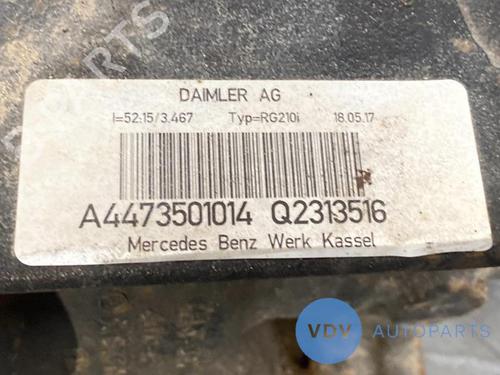 DAIMLER AG
I=52:15/3.467 Typ=RG210i 18.05.17
A4473501014 Q2313516
Mercedes Benz Werk Kassel
VDV AUTOPARTS
PARTS